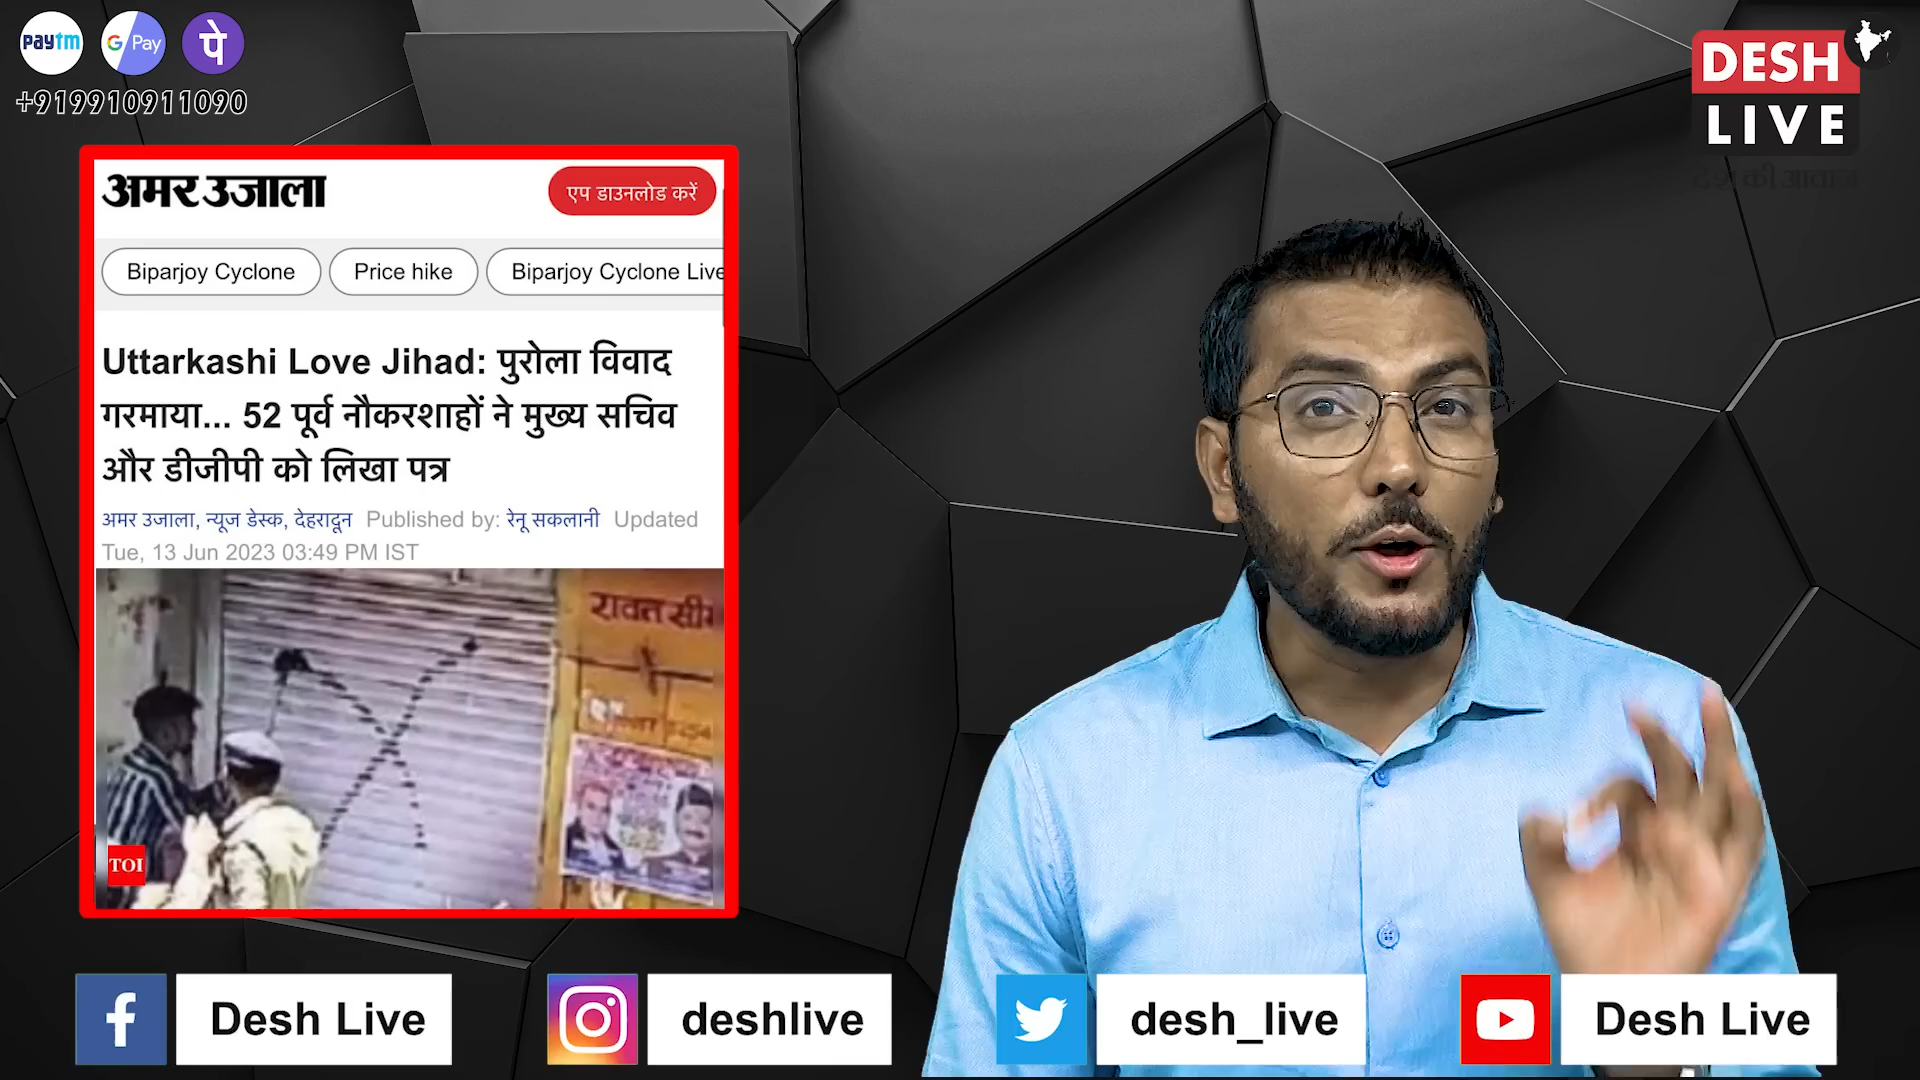 paytm
G Pay
पे
+919910911090
DESH
LIVE
देश की आवाज
अमर उजाला
एप डाउनलोड करें
Biparjoy Cyclone
Price hike
Biparjoy Cyclone Live
Uttarkashi Love Jihad: पुरोला विवाद
गरमाया... 52 पूर्व नौकरशाहों ने मुख्य सचिव
और डीजीपी को लिखा पत्र
अमर उजाला, न्यूज डेस्क, देहरादून Published by: रेनू सकलानी Updated
Tue, 13 Jun 2023 03:49 PM IST
रावत
TOI
Desh Live
deshlive
desh_live
Desh Live